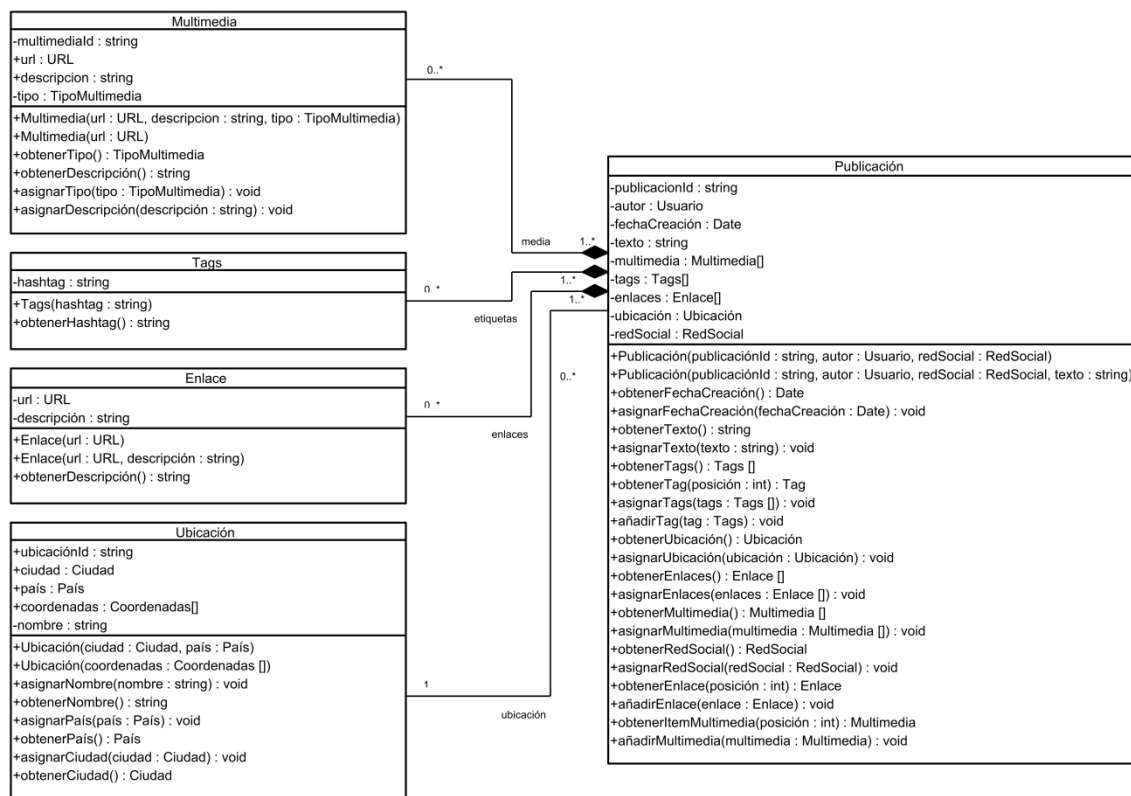 Multimedia
-multimediaId : string
+url : URL
+descripcion : string
-tipo : TipoMultimedia
+Multimedia(url : URL, descripcion : string, tipo : TipoMultimedia)
+Multimedia(url : URL)
+obtenerTipo() : TipoMultimedia
+obtenerDescripción() : string
+asignarTipo(tipo : TipoMultimedia) : void
+asignarDescripción(descripción : string) : void
0..*
media
1..*
Tags
-hashtag : string
+Tags(hashtag : string)
+obtenerHashtag() : string
0..*
etiquetas
1..*
Enlace
-url : URL
-descripción : string
+Enlace(url : URL)
+Enlace(url : URL, descripción : string)
+obtenerDescripción() : string
0..*
enlaces
1..*
Ubicación
+ubicaciónId : string
+ciudad : Ciudad
+país : País
+coordenadas : Coordenadas[]
-nombre : string
+Ubicación(ciudad : Ciudad, país : País)
+Ubicación(coordenadas : Coordenadas [])
+asignarNombre(nombre : string) : void
+obtenerNombre() : string
+asignarPaís(país : País) : void
+obtenerPaís() : País
+asignarCiudad(ciudad : Ciudad) : void
+obtenerCiudad() : Ciudad
1
ubicación
0..*
Publicación
-publicacionId : string
-autor : Usuario
-fechaCreación : Date
-texto : string
-multimedia : Multimedia[]
-tags : Tags[]
-enlaces : Enlace[]
-ubicación : Ubicación
-redSocial : RedSocial
+Publicación(publicaciónId : string, autor : Usuario, redSocial : RedSocial)
+Publicación(publicaciónId : string, autor : Usuario, redSocial : RedSocial, texto : string)
+obtenerFechaCreación() : Date
+asignarFechaCreación(fechaCreación : Date) : void
+obtenerTexto() : string
+asignarTexto(texto : string) : void
+obtenerTags() : Tags []
+obtenerTag(posición : int) : Tag
+asignarTags(tags : Tags []) : void
+añadirTag(tag : Tags) : void
+obtenerUbicación() : Ubicación
+asignarUbicación(ubicación : Ubicación) : void
+obtenerEnlaces() : Enlace []
+asignarEnlaces(enlaces : Enlace []) : void
+obtenerMultimedia() : Multimedia []
+asignarMultimedia(multimedia : Multimedia []) : void
+obtenerRedSocial() : RedSocial
+asignarRedSocial(redSocial : RedSocial) : void
+obtenerEnlace(posición : int) : Enlace
+añadirEnlace(enlace : Enlace) : void
+obtenerItemMultimedia(posición : int) : Multimedia
+añadirMultimedia(multimedia : Multimedia) : void